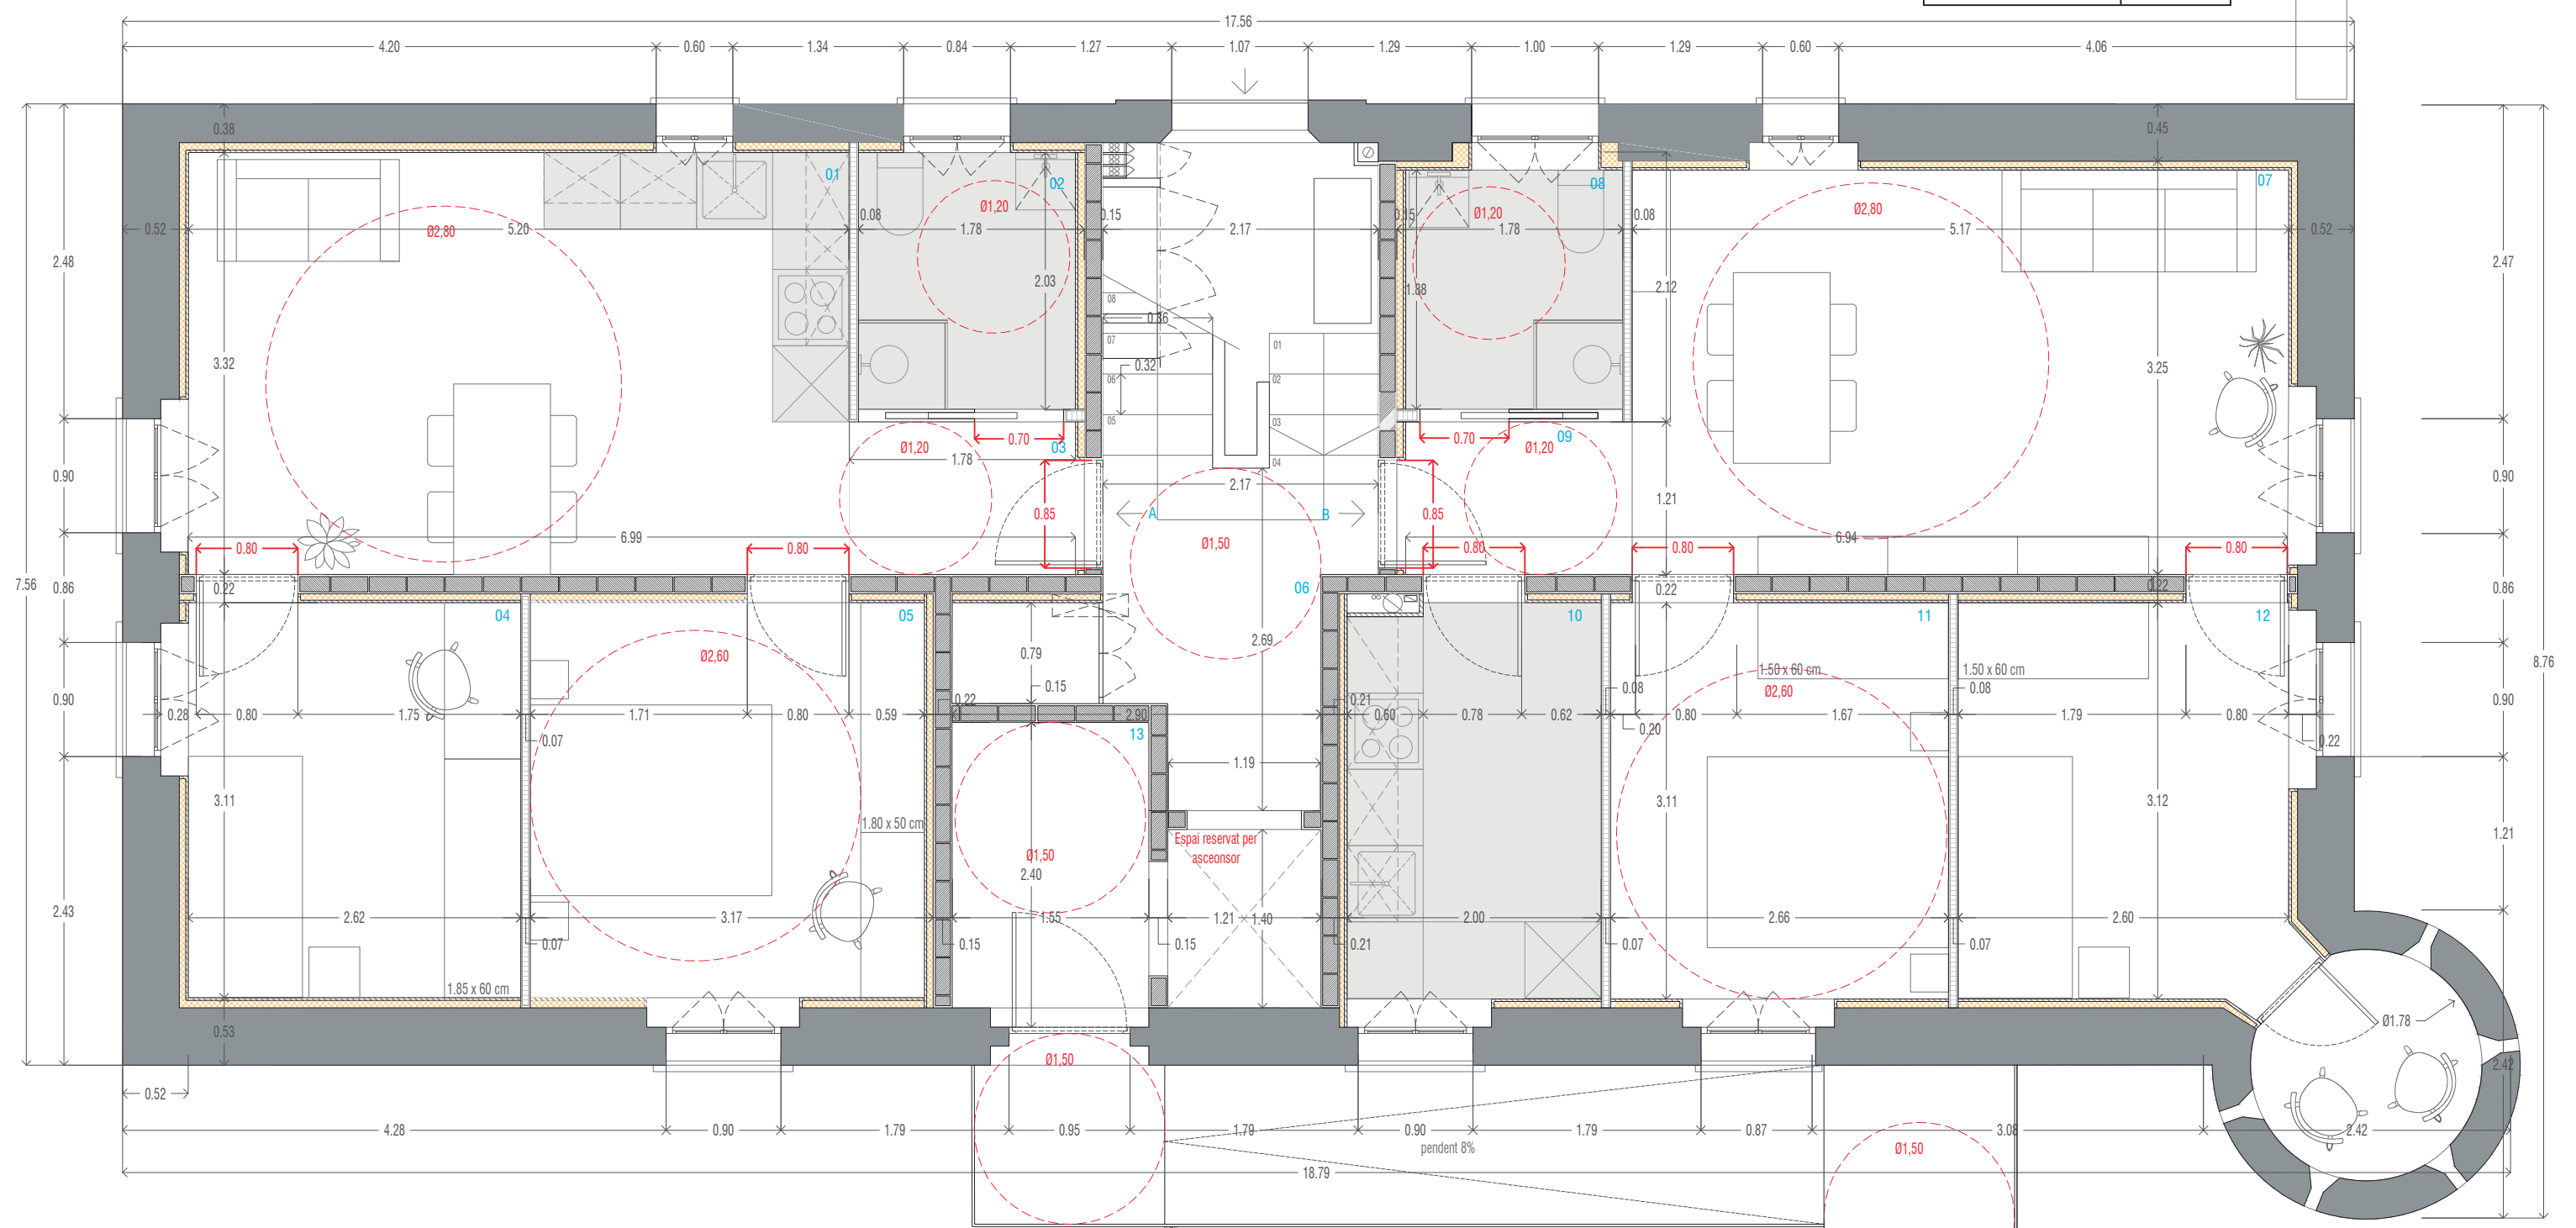 17.56
4.20 0.60 1.34 0.84 1.27 1.07 1.29 1.00 1.29 0.60 4.06
0.38 0.45
01 02 08 07
Ø1,20 Ø1,20 Ø2,80
0.08 0.15 0.15 0.08
0.52 Ø2,80 5.20 1.78 2.17 1.78 5.17 0.52
2.48 2.47
2.03 1.88 2.12
08 0.86
07 01
3.32 0.32 3.25
06 02
05 03
Ø1,20 0.70 03 0.70 09 Ø1,20
1.78 04
0.90 2.17 1.21 0.90
0.85 A B 0.85
6.99 Ø1,50 6.94
0.80 0.80 0.80 0.80 0.80
7.56 0.86 0.22 06 0.22 0.22 0.86
04 05 10 11 12
Ø2,60 0.79 2.69 8.76
1.50 x 60 cm 1.50 x 60 cm
0.15 0.08 Ø2,60 0.08
0.90 0.22 0.21 0.90
0.28 0.80 1.75 1.71 0.80 0.59 2.90 0.60 0.78 0.62 0.80 1.67 1.79 0.80
0.07 13 0.20 0.22
1.19
3.11 3.11 3.12
1.80 x 50 cm Espai reservat per 1.21
Ø1,50 asceonsor
2.40
2.43 2.62 3.17 1.55 1.21 1.40 2.00 2.66 2.60
0.07 0.15 0.15 0.21 0.07 0.07
1.85 x 60 cm
0.53 Ø1.78
Ø1,50 2.42
0.52
4.28 0.90 1.79 0.95 1.79 0.90 1.79 0.87 3.08 2.42
pendent 8% Ø1,50
18.79